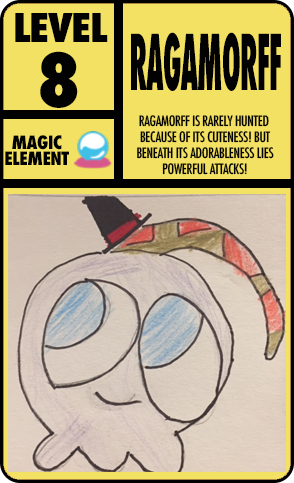 LEVEL
8
RAGAMORFF
RAGAMORFF IS RARELY HUNTED
BECAUSE OF ITS CUTENESS! BUT
BENEATH ITS ADORABLENESS LIES
POWERFUL ATTACKS!
MAGIC
ELEMENT